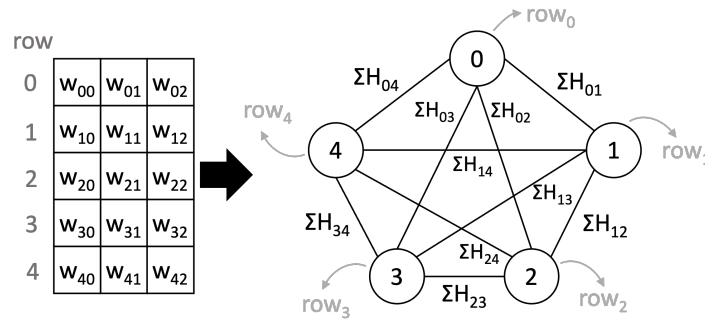 row
0 w₀₀ w₀₁ w₀₂
1 w₁₀ w₁₁ w₁₂
2 w₂₀ w₂₁ w₂₂
3 w₃₀ w₃₁ w₃₂
4 w₄₀ w₄₁ w₄₂
row₀
0
ΣH₀₄
ΣH₀₁
ΣH₀₃
ΣH₀₂
row₄
row₁
4
1
ΣH₁₄
ΣH₁₃
ΣH₃₄
ΣH₁₂
ΣH₂₄
3
2
ΣH₂₃
row₃
row₂